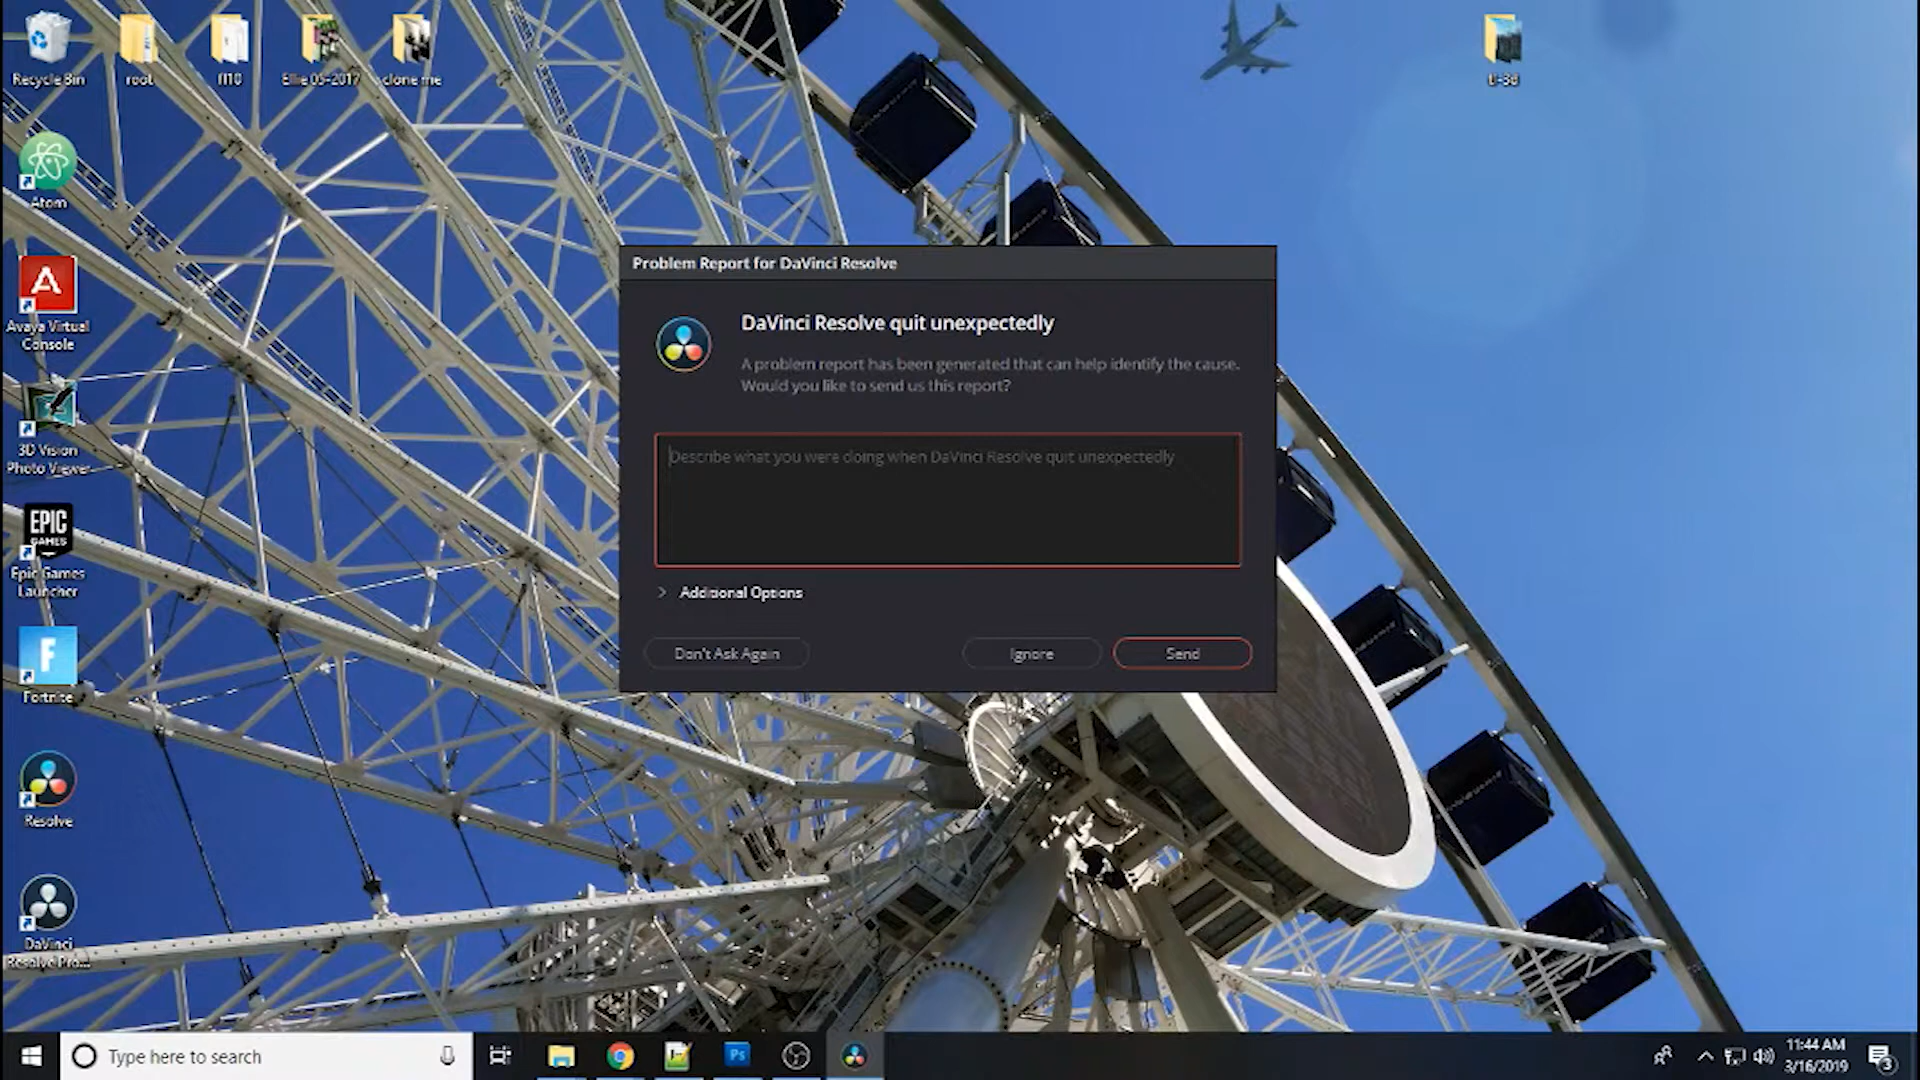 Recycle Bin
root
fl10
Ellie 05-2017
clone me
Atom
Avaya Virtual
Console
3D Vision
Photo Viewer
EPIC
GAMES
Epic Games
Launcher
F
Fortnite
Resolve
DaVinci
Resolve Pro...
Problem Report for DaVinci Resolve
DaVinci Resolve quit unexpectedly
A problem report has been generated that can help identify the cause.
Would you like to send us this report?
Describe what you were doing when DaVinci Resolve quit unexpectedly
> Additional Options
Don't Ask Again
Ignore
Send
Type here to search
Ps
11:44 AM
3/16/2019
3